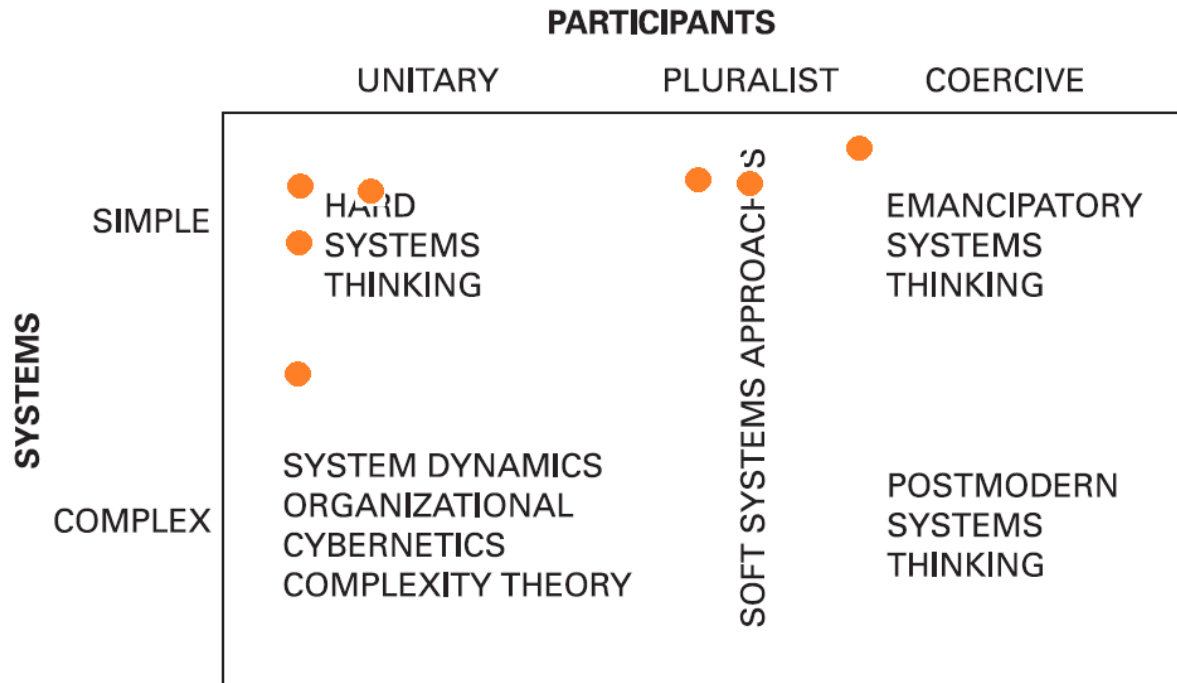 PARTICIPANTS
UNITARY
PLURALIST
COERCIVE
SYSTEMS
SIMPLE
COMPLEX
HARD
SYSTEMS
THINKING
SYSTEM DYNAMICS
ORGANIZATIONAL
CYBERNETICS
COMPLEXITY THEORY
SOFT SYSTEMS APPROACHES
EMANCIPATORY
SYSTEMS
THINKING
POSTMODERN
SYSTEMS
THINKING